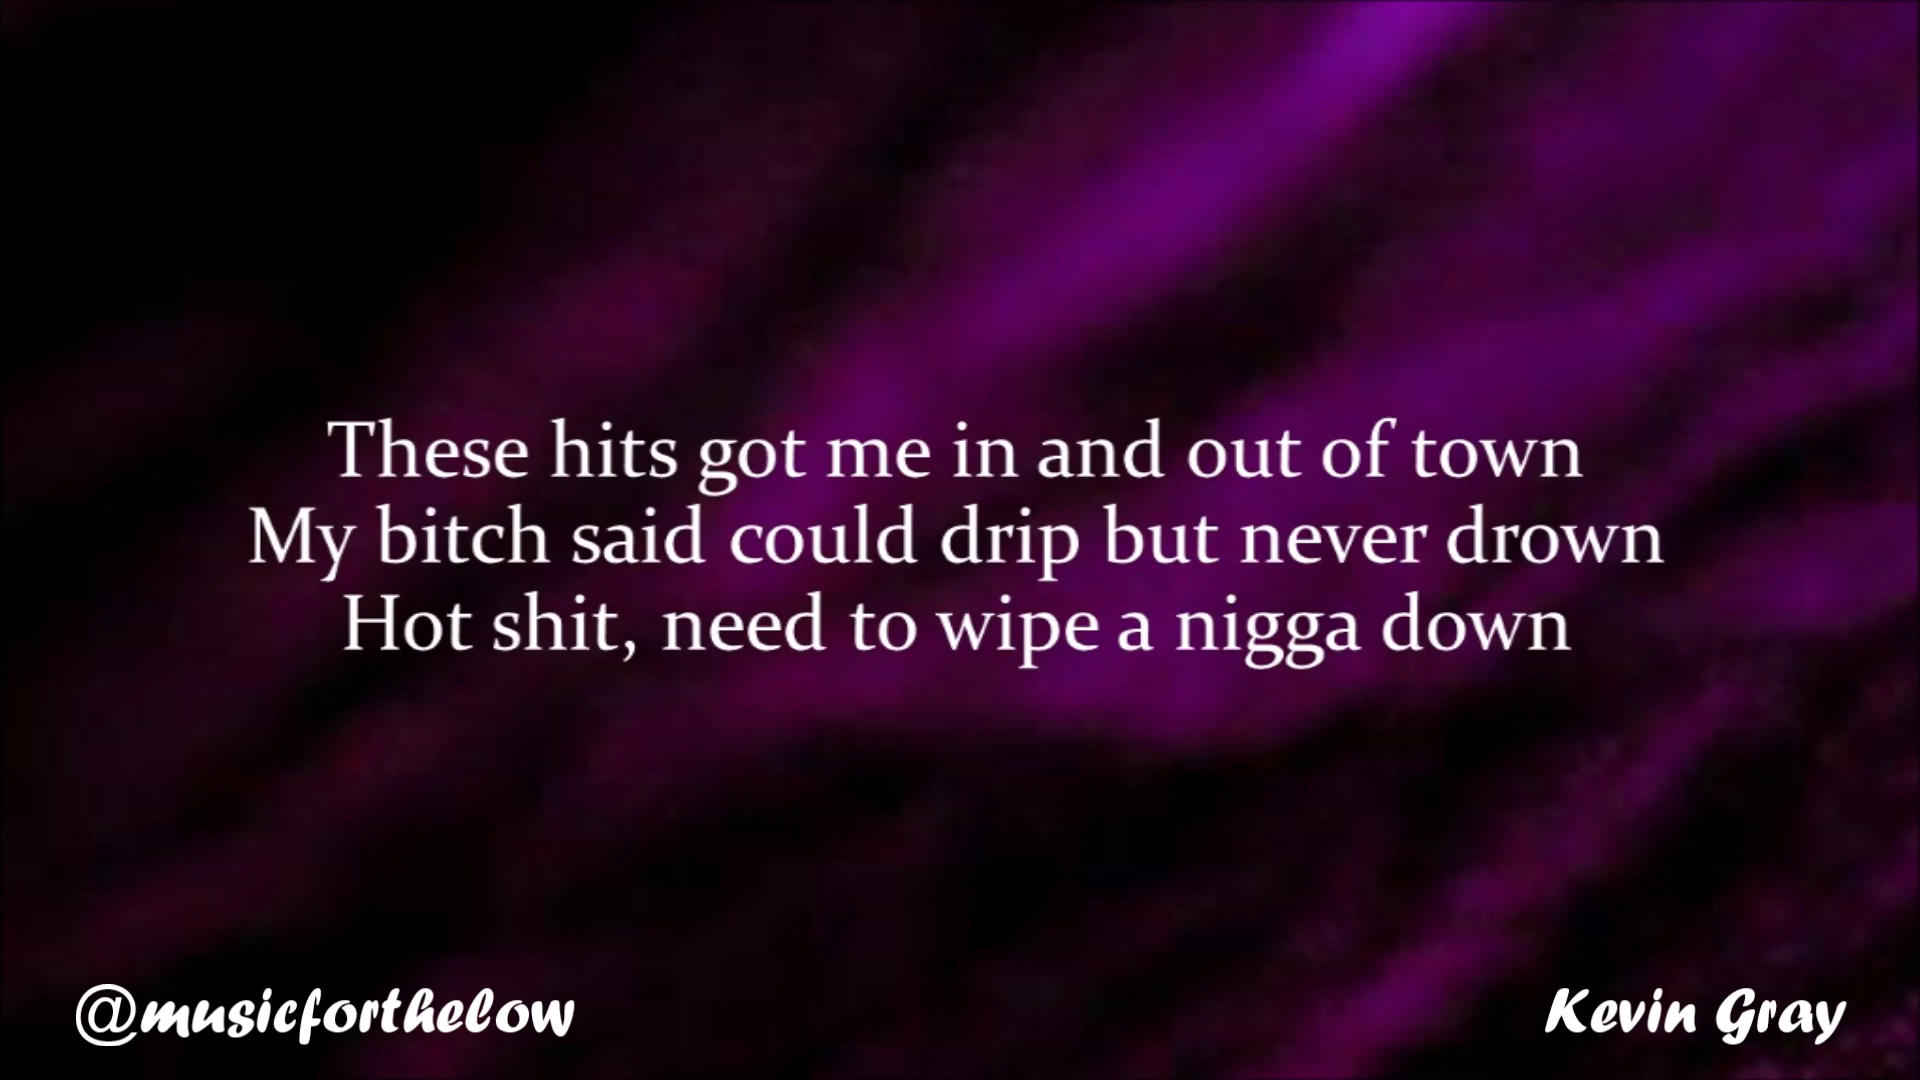 These hits got me in and out of town
My bitch said could drip but never drown
Hot shit, need to wipe a nigga down
@musicforthelow
Kevin Gray